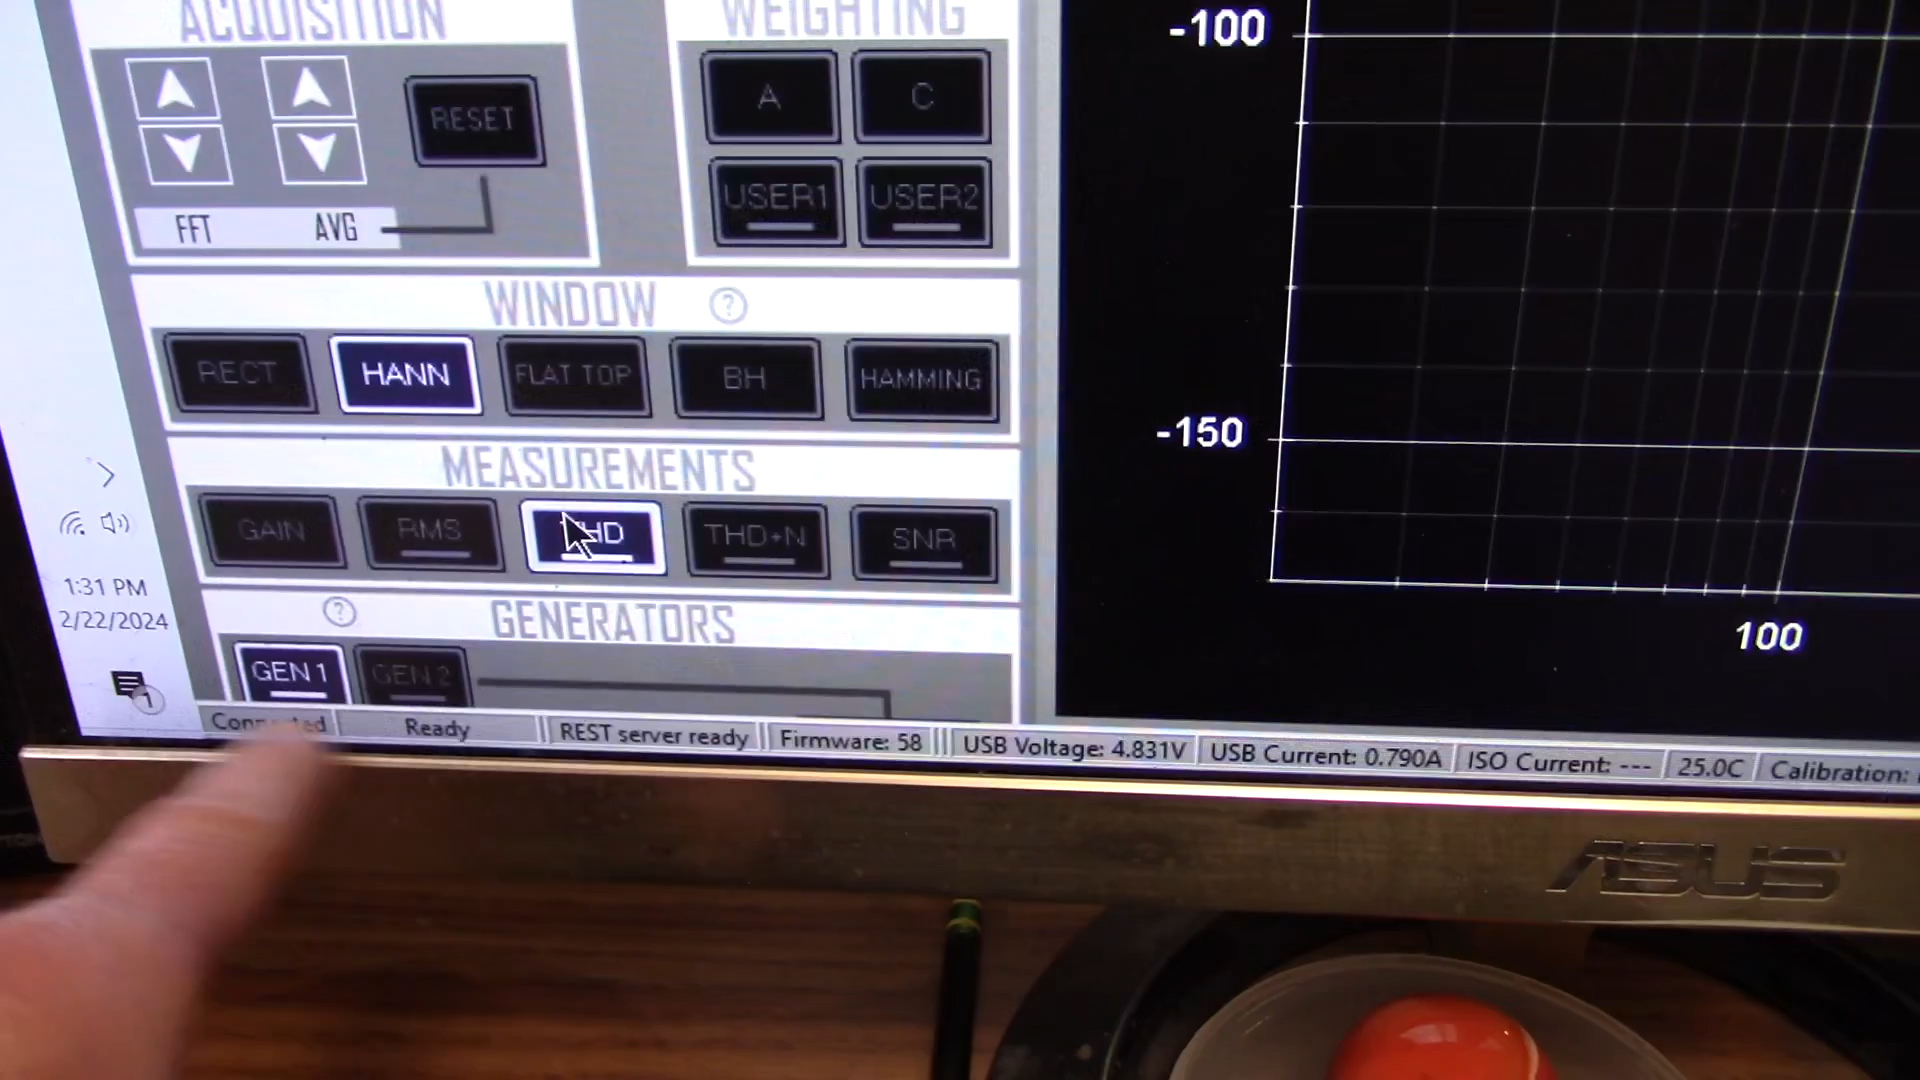 ACQUISITION
WEIGHTING
RESET
FFT AVG
A C
USER1 USER2
WINDOW ?
RECT HANN FLAT TOP BH HAMMING
MEASUREMENTS
GAIN RMS THD THD+N SNR
? GENERATORS
GEN 1 GEN 2
1:31 PM
2/22/2024
1
Connected Ready REST server ready Firmware: 58 USB Voltage: 4.831V USB Current: 0.790A ISO Current: --- 25.0C Calibration:
-100
-150
100
ASUS